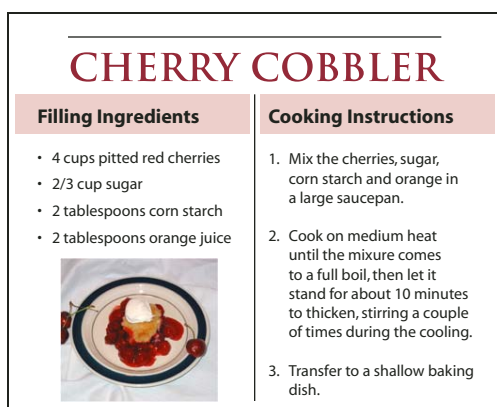 CHERRY COBBLER
Filling Ingredients
• 4 cups pitted red cherries
• 2/3 cup sugar
• 2 tablespoons corn starch
• 2 tablespoons orange juice
Cooking Instructions
1. Mix the cherries, sugar,
corn starch and orange in
a large saucepan.
2. Cook on medium heat
until the mixure comes
to a full boil, then let it
stand for about 10 minutes
to thicken, stirring a couple
of times during the cooling.
3. Transfer to a shallow baking
dish.